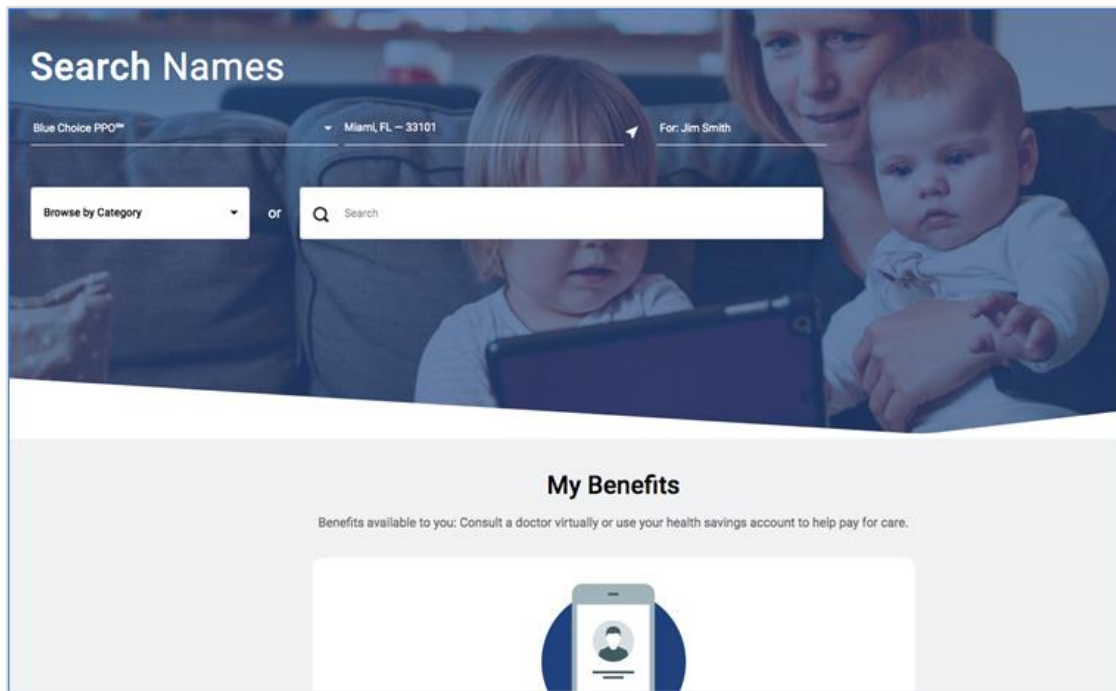 Search Names
Blue Choice PPO℠ Miami, FL — 33101 For: Jim Smith
Browse by Category or Search
My Benefits
Benefits available to you: Consult a doctor virtually or use your health savings account to help pay for care.